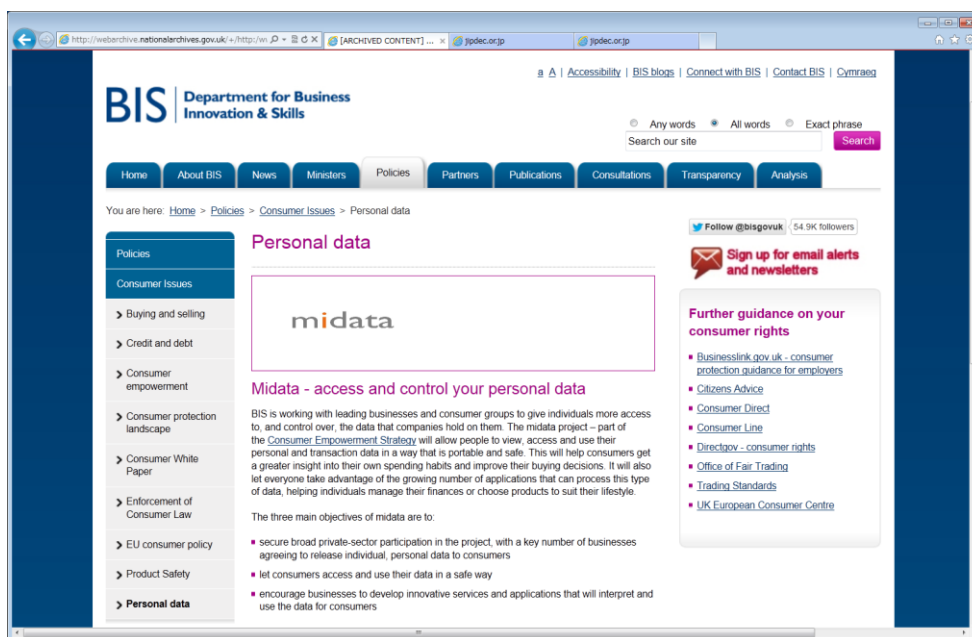 http://webarchive.nationalarchives.gov.uk/+/http:/w
[ARCHIVED CONTENT] ...
jipdec.or.jp
jipdec.or.jp
a A | Accessibility | BIS blogs | Connect with BIS | Contact BIS | Cymraeg
BIS
Department for Business
Innovation & Skills
Any words All words Exact phrase
Search our site Search
Home About BIS News Ministers Policies Partners Publications Consultations Transparency Analysis
You are here: Home > Policies > Consumer Issues > Personal data
Policies
Consumer Issues
Buying and selling
Credit and debt
Consumer
empowerment
Consumer protection
landscape
Consumer White
Paper
Enforcement of
Consumer Law
EU consumer policy
Product Safety
Personal data
Personal data
midata
Midata - access and control your personal data
BIS is working with leading businesses and consumer groups to give individuals more access
to, and control over, the data that companies hold on them. The midata project – part of
the Consumer Empowerment Strategy will allow people to view, access and use their
personal and transaction data in a way that is portable and safe. This will help consumers get
a greater insight into their own spending habits and improve their buying decisions. It will also
let everyone take advantage of the growing number of applications that can process this type
of data, helping individuals manage their finances or choose products to suit their lifestyle.
The three main objectives of midata are to:
secure broad private-sector participation in the project, with a key number of businesses
agreeing to release individual, personal data to consumers
let consumers access and use their data in a safe way
encourage businesses to develop innovative services and applications that will interpret and
use the data for consumers
Follow @bisgovuk 54.9K followers
Sign up for email alerts
and newsletters
Further guidance on your
consumer rights
Businesslink.gov.uk - consumer
protection guidance for employers
Citizens Advice
Consumer Direct
Consumer Line
Directgov - consumer rights
Office of Fair Trading
Trading Standards
UK European Consumer Centre